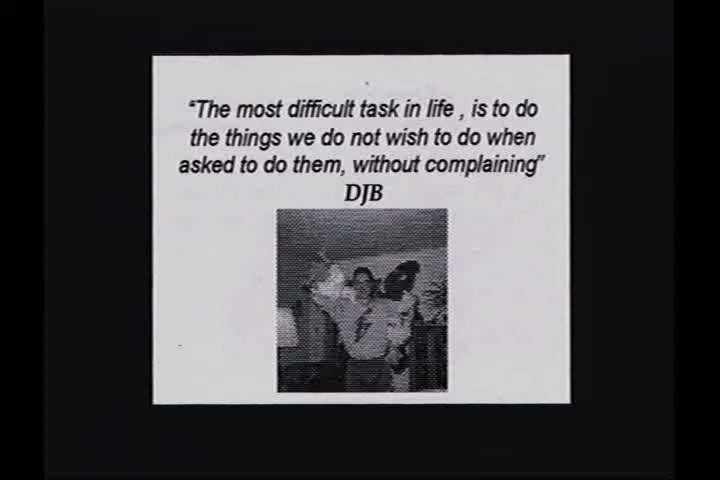 “The most difficult task in life , is to do
the things we do not wish to do when
asked to do them, without complaining”
DJB